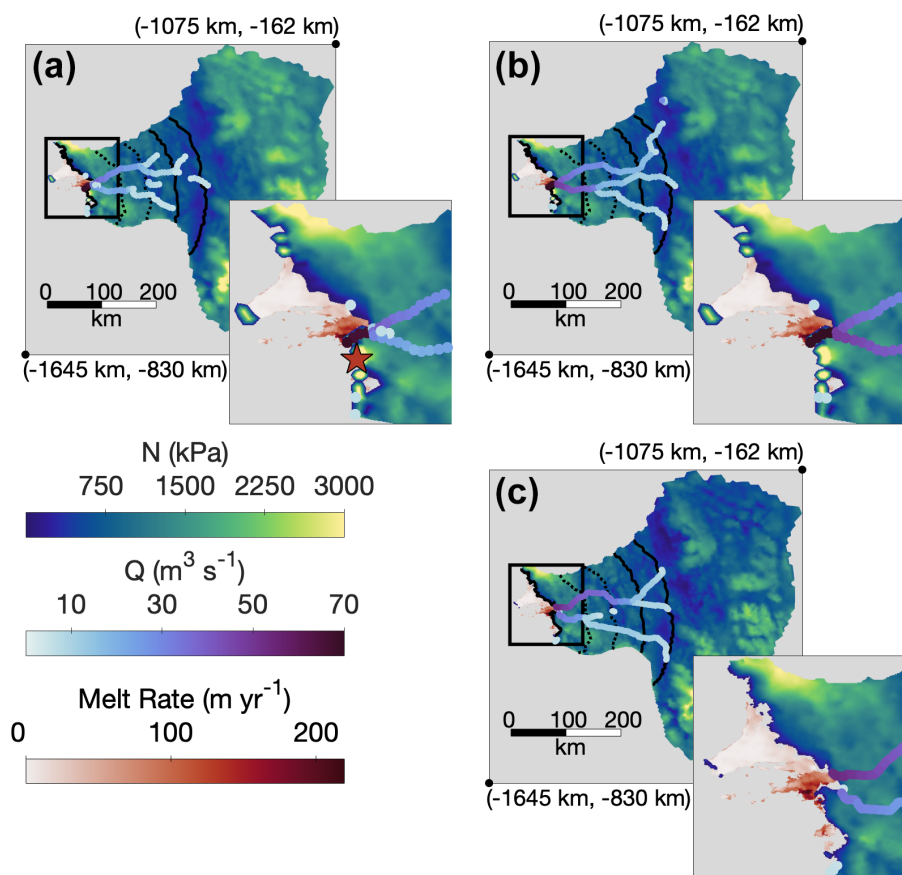 (-1075 km, -162 km)
(a)
0 100 200
km
(-1645 km, -830 km)
(-1075 km, -162 km)
(b)
0 100 200
km
(-1645 km, -830 km)
N (kPa)
750 1500 2250 3000
Q (m³ s⁻¹)
10 30 50 70
Melt Rate (m yr⁻¹)
0 100 200
(-1075 km, -162 km)
(c)
0 100 200
km
(-1645 km, -830 km)